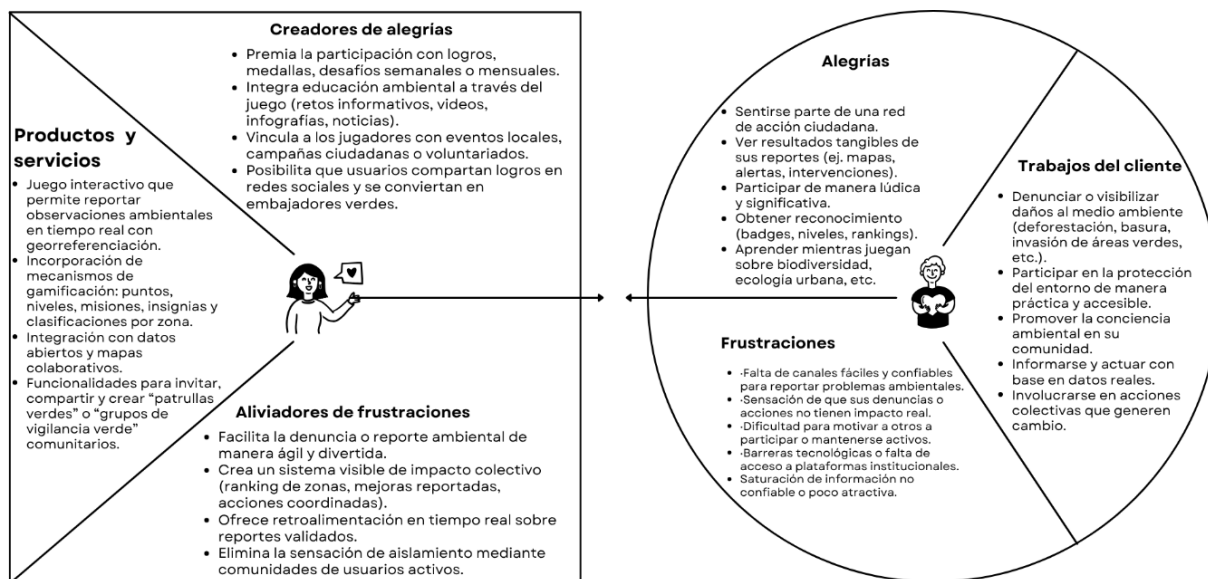 Creadores de alegrías
• Premia la participación con logros,
medallas, desafíos semanales o mensuales.
• Integra educación ambiental a través del
juego (retos informativos, videos,
infografías, noticias).
• Vincula a los jugadores con eventos locales,
campañas ciudadanas o voluntariados.
• Posibilita que usuarios compartan logros en
redes sociales y se conviertan en
embajadores verdes.
Productos y
servicios
• Juego interactivo que
permite reportar
observaciones ambientales
en tiempo real con
georreferenciación.
• Incorporación de
mecanismos de
gamificación: puntos,
niveles, misiones, insignias y
clasificaciones por zona.
• Integración con datos
abiertos y mapas
colaborativos.
• Funcionalidades para invitar,
compartir y crear “patrullas
verdes” o “grupos de
vigilancia verde”
comunitarios.
Aliviadores de frustraciones
• Facilita la denuncia o reporte ambiental de
manera ágil y divertida.
• Crea un sistema visible de impacto colectivo
(ranking de zonas, mejoras reportadas,
acciones coordinadas).
• Ofrece retroalimentación en tiempo real sobre
reportes validados.
• Elimina la sensación de aislamiento mediante
comunidades de usuarios activos.
Alegrías
• Sentirse parte de una red
de acción ciudadana.
• Ver resultados tangibles de
sus reportes (ej. mapas,
alertas, intervenciones).
• Participar de manera lúdica
y significativa.
• Obtener reconocimiento
(badges, niveles, rankings).
• Aprender mientras juegan
sobre biodiversidad,
ecología urbana, etc.
Frustraciones
• ·Falta de canales fáciles y confiables
para reportar problemas ambientales.
• ·Sensación de que sus denuncias o
acciones no tienen impacto real.
• ·Dificultad para motivar a otros a
participar o mantenerse activos.
• ·Barreras tecnológicas o falta de
acceso a plataformas institucionales.
• Saturación de información no
confiable o poco atractiva.
Trabajos del cliente
• Denunciar o visibilizar
daños al medio ambiente
(deforestación, basura,
invasión de áreas verdes,
etc.).
• Participar en la protección
del entorno de manera
práctica y accesible.
• Promover la conciencia
ambiental en su
comunidad.
• Informarse y actuar con
base en datos reales.
• Involucrarse en acciones
colectivas que generen
cambio.